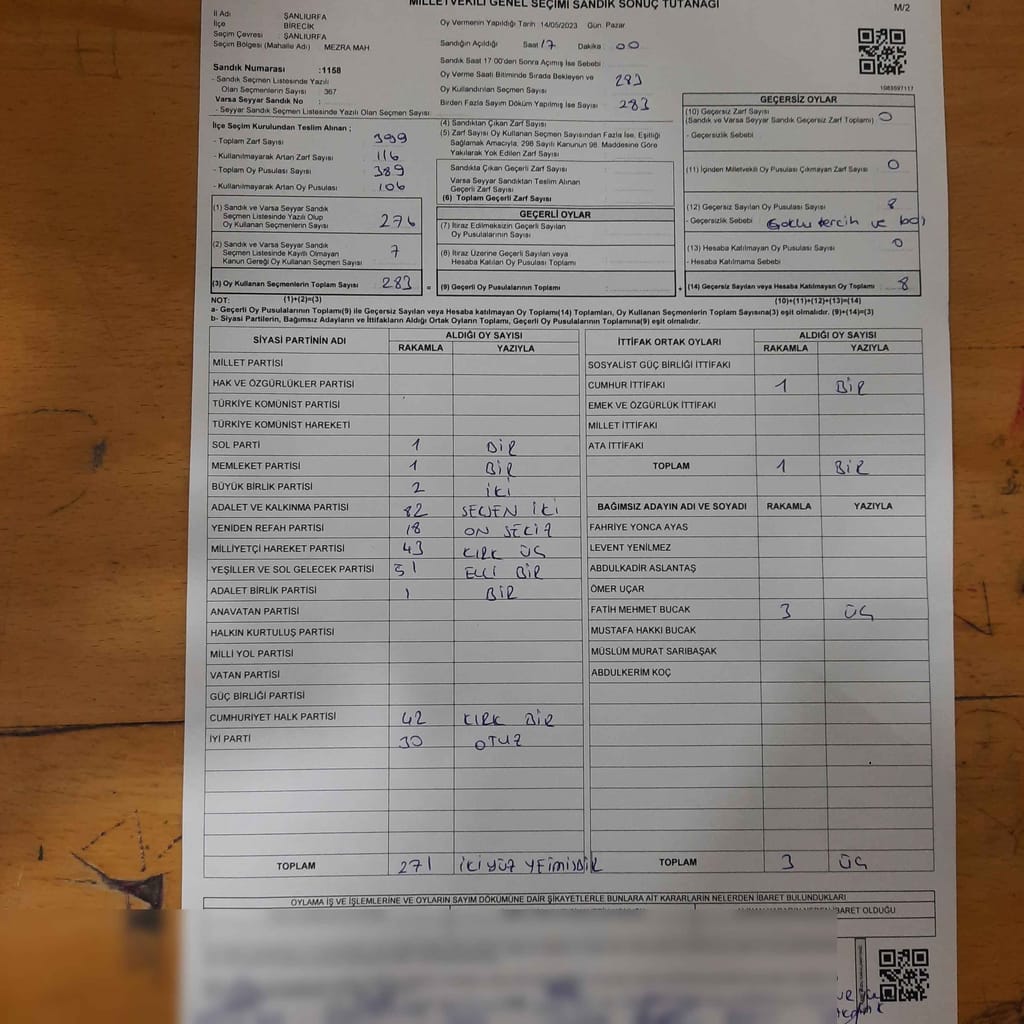 MİLLETVEKİLİ GENEL SEÇİMİ SANDIK SONUÇ TUTANAĞI
M/2
İl Adı ŞANLIURFA
İlçe BİRECİK
Seçim Çevresi : ŞANLIURFA
Seçim Bölgesi (Mahalle Adı) MEZRA MAH
Oy Vermenin Yapıldığı Tarih 14/05/2023 Gün Pazar
Sandığın Açıldığı Saat 17 Dakika 00
Sandık Saat 17 00'den Sonra Açımış İse Sebebi
Oy Verme Saati Bitiminde Sırada Bekleyen ve
Oy Kullandırılan Seçmen Sayısı 283
Birden Fazla Sayım Döküm Yapılmış İse Sayısı 283
Sandık Numarası :1158
- Sandık Seçmen Listesinde Yazılı
Olan Seçmenlerin Sayısı 367
Varsa Seyyar Sandık No :
- Seyyar Sandık Seçmen Listesinde Yazılı Olan Seçmen Sayısı
İlçe Seçim Kurulundan Teslim Alınan ;
- Toplam Zarf Sayısı 399
- Kullanılmayarak Artan Zarf Sayısı 116
- Toplam Oy Pusulası Sayısı 389
- Kullanılmayarak Artan Oy Pusulası 106
(1) Sandık ve Varsa Seyyar Sandık
Seçmen Listesinde Yazılı Olup
Oy Kullanan Seçmenlerin Sayısı 276
(2) Sandık ve Varsa Seyyar Sandık
Seçmen Listesinde Kayıtlı Olmayan
Kanun Gereği Oy Kullanan Seçmen Sayısı 7
(3) Oy Kullanan Seçmenlerin Toplam Sayısı 283 =
(4) Sandıktan Çıkan Zarf Sayısı
(5) Zarf Sayısı Oy Kullanan Seçmen Sayısından Fazla İse, Eşitliği
Sağlamak Amacıyla, 298 Sayılı Kanunun 98. Maddesine Göre
Yakılarak Yok Edilen Zarf Sayısı
Sandıkta Çıkan Geçerli Zarf Sayısı
Varsa Seyyar Sandıktan Teslim Alınan
Geçerli Zarf Sayısı
(6) Toplam Geçerli Zarf Sayısı
GEÇERLİ OYLAR
(7) İtiraz Edilmeksizin Geçerli Sayılan
Oy Pusulalarının Sayısı
(8) İtiraz Üzerine Geçerli Sayılan veya
Hesaba Katılan Oy Pusulası Toplamı
(9) Geçerli Oy Pusulalarının Toplamı +
1083597117
GEÇERSİZ OYLAR
(10) Geçersiz Zarf Sayısı
(Sandık ve Varsa Seyyar Sandık Geçersiz Zarf Toplamı) 0
- Geçersizlik Sebebi
(11) İçinden Milletvekili Oy Pusulası Çıkmayan Zarf Sayısı 0
(12) Geçersiz Sayılan Oy Pusulası Sayısı 8
- Geçersizlik Sebebi Çoklu tercih ve boş
(13) Hesaba Katılmayan Oy Pusulası Sayısı 0
- Hesaba Katılmama Sebebi
(14) Geçersiz Sayılan veya Hesaba Katılmayan Oy Toplamı 8
NOT: (1)+(2)=(3) (10)+(11)+(12)+(13)=(14)
a- Geçerli Oy Pusulalarının Toplamı(9) ile Geçersiz Sayılan veya Hesaba katılmayan Oy Toplamı(14) Toplamları, Oy Kullanan Seçmenlerin Toplam Sayısına(3) eşit olmalıdır. (9)+(14)=(3)
b- Siyasi Partilerin, Bağımsız Adayların ve İttifakların Aldığı Ortak Oyların Toplamı, Geçerli Oy Pusulalarının Toplamına(9) eşit olmalıdır.
SİYASİ PARTİNİN ADI ALDIĞI OY SAYISI
RAKAMLA YAZIYLA
MİLLET PARTİSİ
HAK VE ÖZGÜRLÜKLER PARTİSİ
TÜRKİYE KOMÜNİST PARTİSİ
TÜRKİYE KOMÜNİST HAREKETİ
SOL PARTİ 1 BİR
MEMLEKET PARTİSİ 1 BİR
BÜYÜK BİRLİK PARTİSİ 2 İKİ
ADALET VE KALKINMA PARTİSİ 82 SEKSEN İKİ
YENİDEN REFAH PARTİSİ 18 ON SEKİZ
MİLLİYETÇİ HAREKET PARTİSİ 43 KIRK ÜÇ
YEŞİLLER VE SOL GELECEK PARTİSİ 51 ELLİ BİR
ADALET BİRLİK PARTİSİ 1 BİR
ANAVATAN PARTİSİ
HALKIN KURTULUŞ PARTİSİ
MİLLİ YOL PARTİSİ
VATAN PARTİSİ
GÜÇ BİRLİĞİ PARTİSİ
CUMHURİYET HALK PARTİSİ 42 KIRK BİR
İYİ PARTİ 30 OTUZ
TOPLAM 271 İKİ YÜZ YETMİŞ BİR
İTTİFAK ORTAK OYLARI ALDIĞI OY SAYISI
RAKAMLA YAZIYLA
SOSYALİST GÜÇ BİRLİĞİ İTTİFAKI
CUMHUR İTTİFAKI 1 BİR
EMEK VE ÖZGÜRLÜK İTTİFAKI
MİLLET İTTİFAKI
ATA İTTİFAKI
TOPLAM 1 BİR
BAĞIMSIZ ADAYIN ADI VE SOYADI RAKAMLA YAZIYLA
FAHRİYE YONCA AYAS
LEVENT YENİLMEZ
ABDULKADİR ASLANTAŞ
ÖMER UÇAR
FATİH MEHMET BUCAK 3 ÜÇ
MUSTAFA HAKKI BUCAK
MÜSLÜM MURAT SARIBAŞAK
ABDULKERİM KOÇ
TOPLAM 3 ÜÇ
OYLAMA İŞ VE İŞLEMLERİNE VE OYLARIN SAYIM DÖKÜMÜNE DAİR ŞİKAYETLERLE BUNLARA AİT KARARLARIN NELERDEN İBARET BULUNDUKLARI
İBARET OLDUĞU